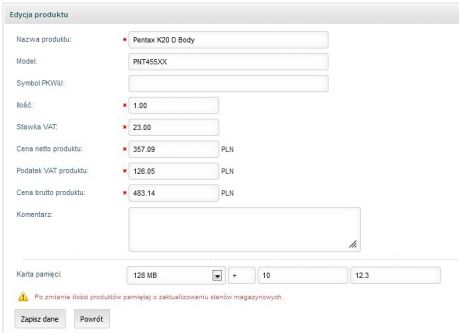 Edycja produktu
Nazwa produktu: * Pentax K20 D Body
Model: PNT455XX
Symbol PKWiU:
Ilość: * 1.00
Stawka VAT: * 23.00
Cena netto produktu: * 357.09 PLN
Podatek VAT produktu: * 126.05 PLN
Cena brutto produktu: * 483.14 PLN
Komentarz:
Karta pamięci: 128 MB + 10 12.3
Po zmianie ilości produktów pamiętaj o zaktualizowaniu stanów magazynowych.
Zapisz dane Powrót